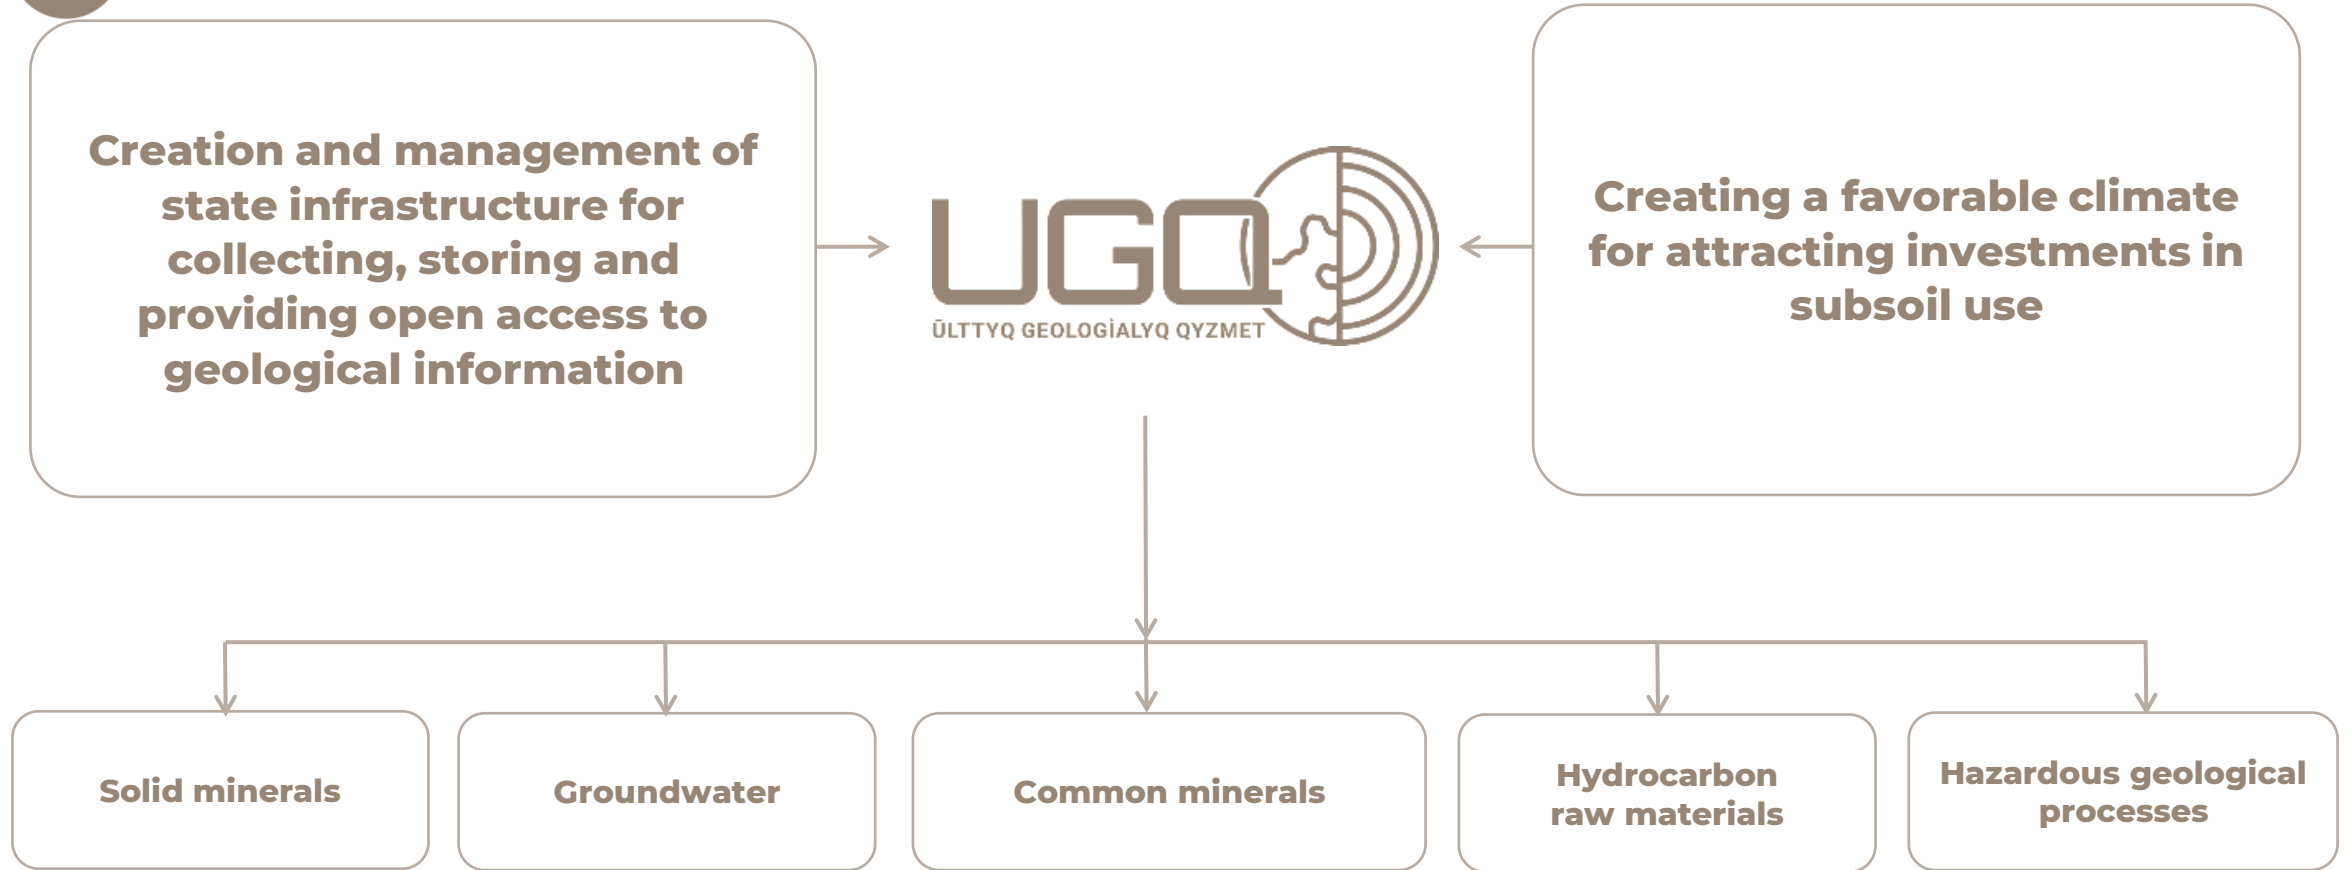 Creation and management of
state infrastructure for
collecting, storing and
providing open access to
geological information
UGQ
ŪLTTYQ GEOLOGİALYQ QYZMET
Creating a favorable climate
for attracting investments in
subsoil use
Solid minerals
Groundwater
Common minerals
Hydrocarbon
raw materials
Hazardous geological
processes